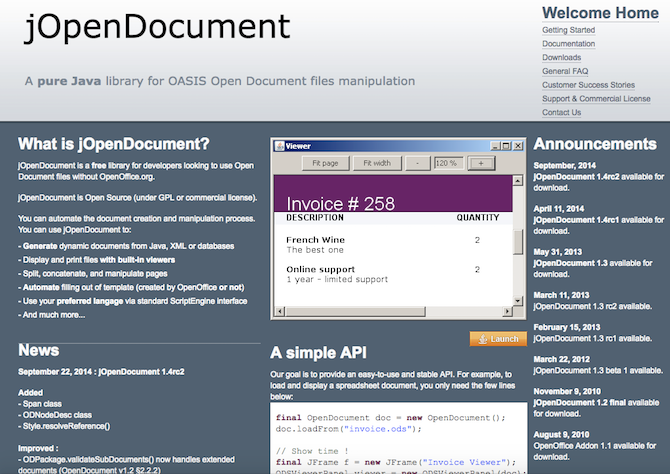 jOpenDocument
A pure Java library for OASIS Open Document files manipulation
Welcome Home
Getting Started
Documentation
Downloads
General FAQ
Customer Success Stories
Support & Commercial License
Contact Us
What is jOpenDocument?
jOpenDocument is a free library for developers looking to use Open
Document files without OpenOffice.org.
jOpenDocument is Open Source (under GPL or commercial license).
You can automate the document creation and manipulation process.
You can use jOpenDocument to:
- Generate dynamic documents from Java, XML or databases
- Display and print files with built-in viewers
- Split, concatenate, and manipulate pages
- Automate filling out of template (created by OpenOffice or not)
- Use your preferred langage via standard ScriptEngine interface
- And much more...
News
September 22, 2014 : jOpenDocument 1.4rc2
Added
- Span class
- ODNodeDesc class
- Style.resolveReference()
Improved :
- ODPackage.validateSubDocuments() now handles extended
documents (OpenDocument v1.2 §2.2.2)
Viewer
Fit page Fit width - 120 % +
Invoice # 258
DESCRIPTION QUANTITY
French Wine 2
The best one
Online support 2
1 year - limited support
Launch
A simple API
Our goal is to provide an easy-to-use and stable API. For example, to
load and display a spreadsheet document, you only need the few lines
below:
final OpenDocument doc = new OpenDocument();
doc.loadFrom("invoice.ods");
// Show time !
final JFrame f = new JFrame("Invoice Viewer");
ODSViewerPanel viewer = new ODSViewerPanel(doc);
Announcements
September, 2014
jOpenDocument 1.4rc2 available for
download.
April 11, 2014
jOpenDocument 1.4rc1 available for
download.
May 31, 2013
jOpenDocument 1.3 available for
download.
March 11, 2013
jOpenDocument 1.3 rc2 available.
February 15, 2013
jOpenDocument 1.3 rc1 available.
March 22, 2012
jOpenDocument 1.3 beta 1 available.
November 9, 2010
jOpenDocument 1.2 final available
for download.
August 9, 2010
OpenOffice Addon 1.1 available for
download.